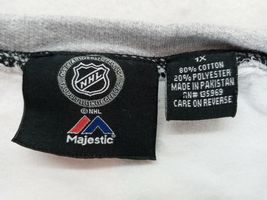 NHL
©NHL
Majestic
1X
80% COTTON
20% POLYESTER
MADE IN PAKISTAN
RN# 135969
CARE ON REVERSE